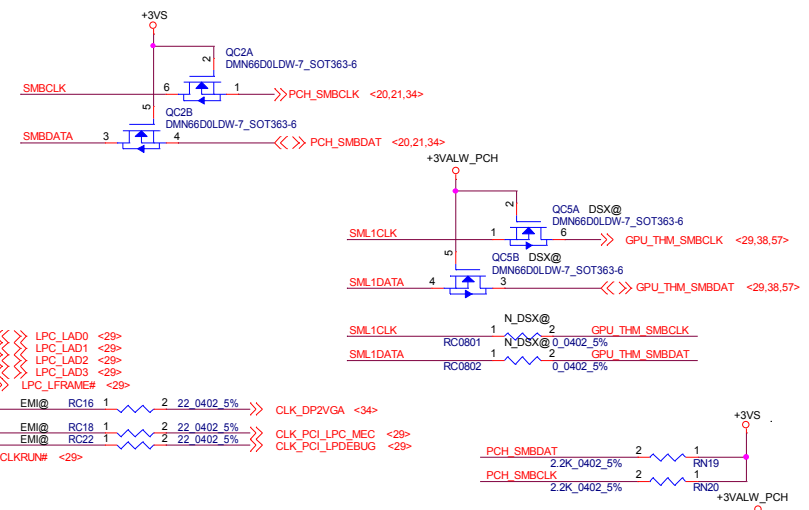 +3VS
2
QC2A
DMN66D0LDW-7_SOT363-6
SMBCLK
6
1
PCH_SMBCLK <20,21,34>
5
QC2B
DMN66D0LDW-7_SOT363-6
SMBDATA
3
4
PCH_SMBDAT <20,21,34>
+3VALW_PCH
2
QC5A DSX@
DMN66D0LDW-7_SOT363-6
SML1CLK
1
6
GPU_THM_SMBCLK <29,38,57>
5
QC5B DSX@
DMN66D0LDW-7_SOT363-6
SML1DATA
4
3
GPU_THM_SMBDAT <29,38,57>
N_DSX@
SML1CLK 1 2 GPU_THM_SMBCLK
RC0801 N_DSX@ 0_0402_5%
SML1DATA 1 2 GPU_THM_SMBDAT
RC0802 0_0402_5%
LPC_LAD0 <29>
LPC_LAD1 <29>
LPC_LAD2 <29>
LPC_LAD3 <29>
LPC_LFRAME# <29>
EMI@ RC16 1 2 22_0402_5% CLK_DP2VGA <34>
EMI@ RC18 1 2 22_0402_5% CLK_PCI_LPC_MEC <29>
EMI@ RC22 1 2 22_0402_5% CLK_PCI_LPDEBUG <29>
CLKRUN# <29>
+3VS
.
PCH_SMBDAT 2 1
2.2K_0402_5% RN19
PCH_SMBCLK 2 1
2.2K_0402_5% RN20
+3VALW_PCH